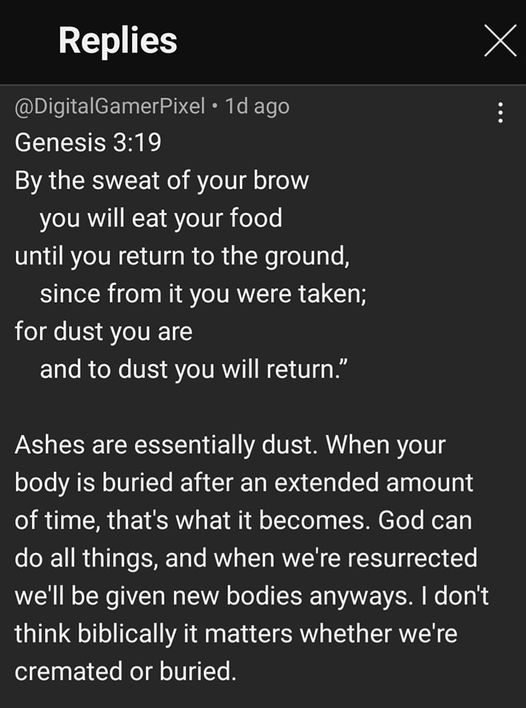 Replies
@DigitalGamerPixel • 1d ago
Genesis 3:19
By the sweat of your brow
you will eat your food
until you return to the ground,
since from it you were taken;
for dust you are
and to dust you will return.”
Ashes are essentially dust. When your
body is buried after an extended amount
of time, that's what it becomes. God can
do all things, and when we're resurrected
we'll be given new bodies anyways. I don't
think biblically it matters whether we're
cremated or buried.